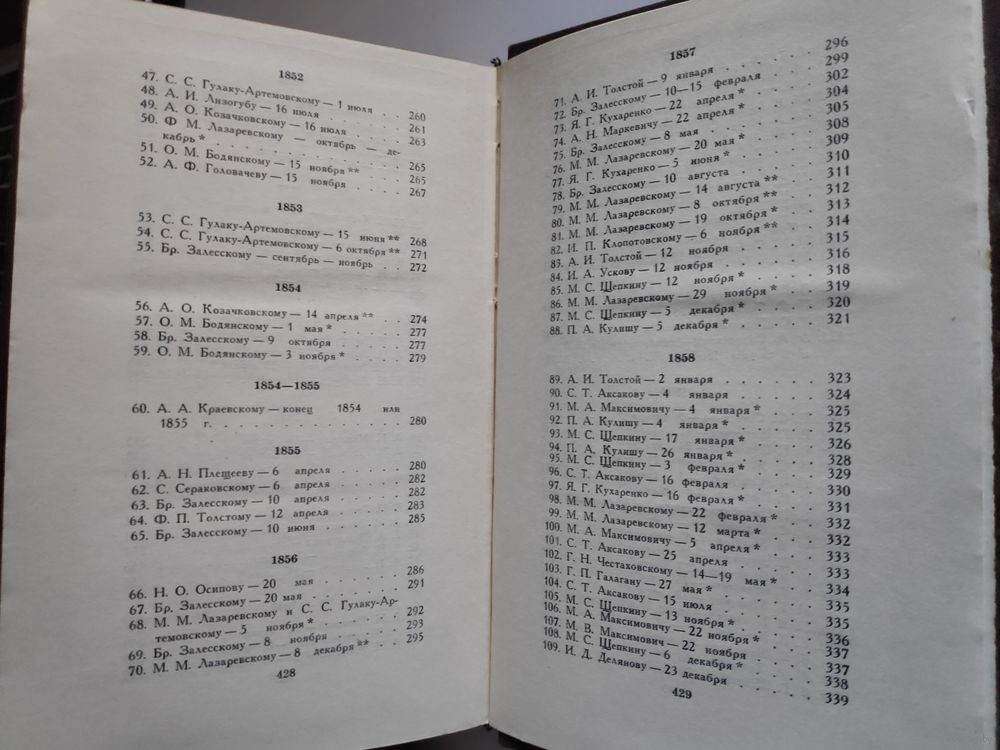 1852
47. С. С. Гулаку-Артемовскому — 1 июля . . 260
48. А. И. Лизогубу — 16 июля . . . . 261
49. А. О. Козачковскому — 16 июля . . . 263
50. Ф М. Лазаревскому — октябрь — де-
кабрь * . . . . . . . . . . 265
51. О. М. Бодянскому — 15 ноября ** . . . 265
52. А. Ф. Головачеву — 15 ноября . . . . 267
1853
53. С. С. Гулаку-Артемовскому — 15 июня ** 268
54. С. С. Гулаку-Артемовскому — 6 октября ** 271
55. Бр. Залесскому — сентябрь — ноябрь . . 272
1854
56. А. О. Козачковскому — 14 апреля ** . . 274
57. О. М. Бодянскому — 1 мая * . . . . 277
58. Бр. Залесскому — 9 октября . . . . 277
59. О. М. Бодянскому — 3 ноября * . . . 279
1854—1855
60. А. А. Краевскому — конец 1854 или
1855 г. . . . . . . . . . . 280
1855
61. А. Н. Плещееву — 6 апреля . . . . . 280
62. С. Сераковскому — 6 апреля . . . . 282
63. Бр. Залесскому — 10 апреля . . . . 282
64. Ф. П. Толстому — 12 апреля . . . . 283
65. Бр. Залесскому — 10 июня . . . . . 285
1856
66. Н. О. Осипову — 20 мая . . . . . . 286
67. Бр. Залесскому — 20 мая . . . . . . 291
68. М. М. Лазаревскому и С. С. Гулаку-Ар-
темовскому — 5 ноября * . . . . . 292
69. Бр. Залесскому — 8 ноября . . . . . 293
70. М. М. Лазаревскому — 8 декабря ** . . 295
428
1857
71. А. И. Толстой — 9 января . . . . . 296
72. Бр. Залесскому — 10—15 февраля . . . 299
73. Я. Г. Кухаренко — 22 апреля * . . . . 302
74. А. Н. Маркевичу — 22 апреля * . . . . 304
75. Бр. Залесскому — 8 мая . . . . . . 305
76. М. М. Лазаревскому — 20 мая * . . . . 308
77. Я. Г. Кухаренко — 5 июня * . . . . . 309
78. Бр. Залесскому — 10 августа . . . . . 310
79. М. М. Лазаревскому — 14 августа ** . . 311
80. М. М. Лазаревскому — 8 октября ** . . 312
81. М. М. Лазаревскому — 19 октября * . . 313
82. И. П. Клопотовскому — 6 ноября ** . . 314
83. А. И. Толстой — 12 ноября . . . . . 315
84. И. А. Ускову — 12 ноября . . . . . 316
85. М. С. Щепкину — 12 ноября * . . . . 318
86. М. М. Лазаревскому — 29 ноября * . . 319
87. М. С. Щепкину — 5 декабря * . . . . 320
88. П. А. Кулишу — 5 декабря * . . . . . 321
1858
89. А. И. Толстой — 2 января . . . . . . 323
90. С. Т. Аксакову — 4 января . . . . . 324
91. М. А. Максимовичу — 4 января * . . . 325
92. П. А. Кулишу — 4 января * . . . . . 325
93. М. С. Щепкину — 17 января * . . . . 326
94. П. А. Кулишу — 26 января * . . . . . 328
95. М. С. Щепкину — 3 февраля * . . . . 329
96. С. Т. Аксакову — 16 февраля . . . . . 330
97. Я. Г. Кухаренко — 16 февраля * . . . . 331
98. М. М. Лазаревскому — 22 февраля * . . 332
99. М. М. Лазаревскому — 12 марта * . . . 332
100. М. А. Максимовичу — 5 апреля * . . . 333
101. С. Т. Аксакову — 25 апреля . . . . . 333
102. Г. Н. Честаховскому — 14—19 мая * . . 334
103. Г. П. Галагану — 27 мая * . . . . . 335
104. С. Т. Аксакову — 15 июля . . . . . 335
105. М. С. Щепкину — 13 ноября * . . . . 336
106. М. А. Максимовичу — 22 ноября * . . . 337
107. М. В. Максимович — 22 ноября . . . . 337
108. М. С. Щепкину — 6 декабря * . . . . 338
109. И. Д. Делянову — 23 декабря . . . . . 339
429